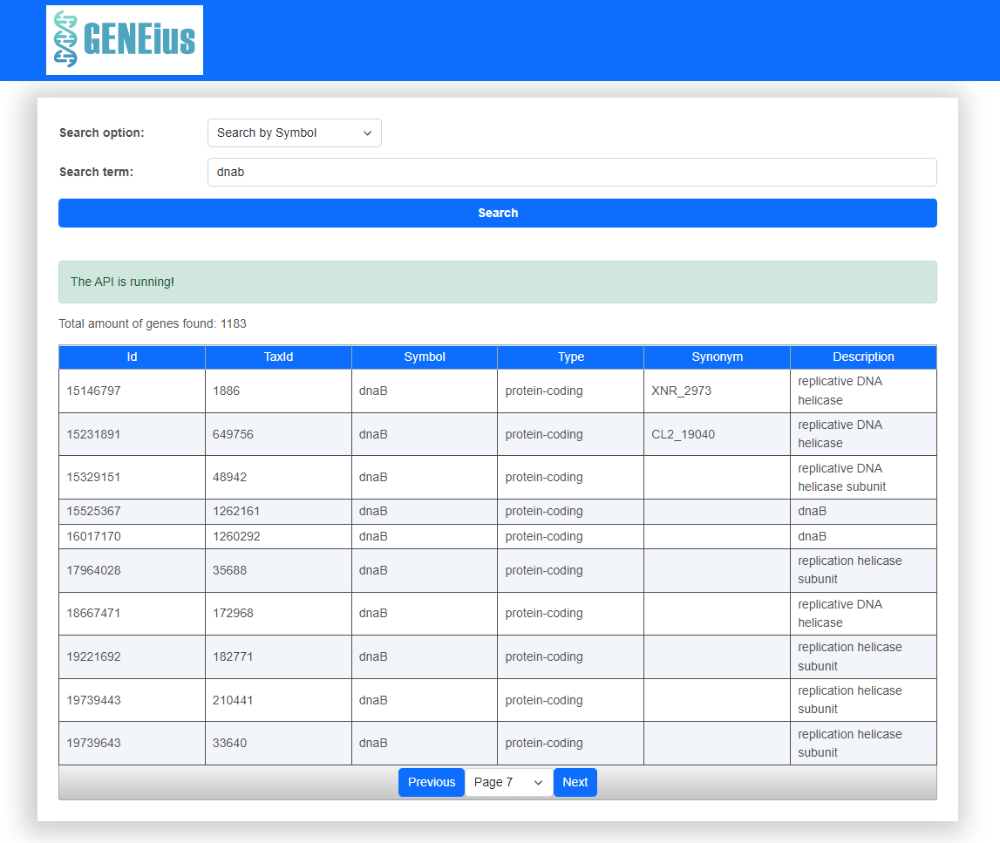 GENEius
Search option: Search by Symbol
Search term: dnab
Search
The API is running!
Total amount of genes found: 1183
Id TaxId Symbol Type Synonym Description
15146797 1886 dnaB protein-coding XNR_2973 replicative DNA
helicase
15231891 649756 dnaB protein-coding CL2_19040 replicative DNA
helicase
15329151 48942 dnaB protein-coding replicative DNA
helicase subunit
15525367 1262161 dnaB protein-coding dnaB
16017170 1260292 dnaB protein-coding dnaB
17964028 35688 dnaB protein-coding replication helicase
subunit
18667471 172968 dnaB protein-coding replicative DNA
helicase
19221692 182771 dnaB protein-coding replication helicase
subunit
19739443 210441 dnaB protein-coding replication helicase
subunit
19739643 33640 dnaB protein-coding replication helicase
subunit
Previous Page 7 Next